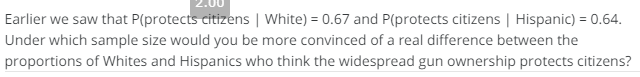 2.00
Earlier we saw that P(protects citizens | White) = 0.67 and P(protects citizens | Hispanic) = 0.64.
Under which sample size would you be more convinced of a real difference between the
proportions of Whites and Hispanics who think the widespread gun ownership protects citizens?